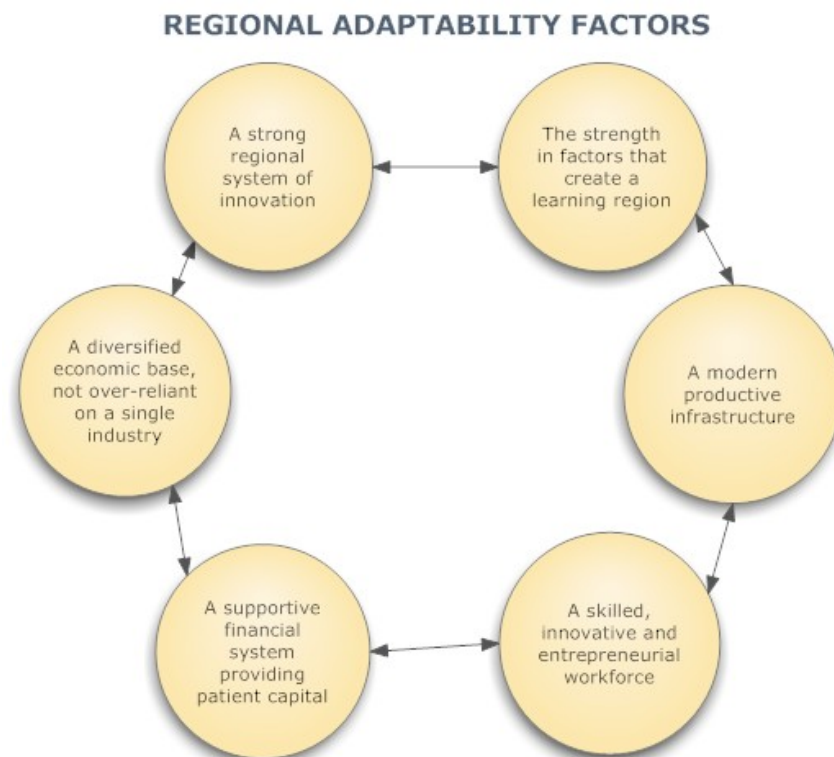 REGIONAL ADAPTABILITY FACTORS
A strong
regional
system of
innovation
The strength
in factors that
create a
learning region
A diversified
economic base,
not over-reliant
on a single
industry
A modern
productive
infrastructure
A supportive
financial
system
providing
patient capital
A skilled,
innovative and
entrepreneurial
workforce